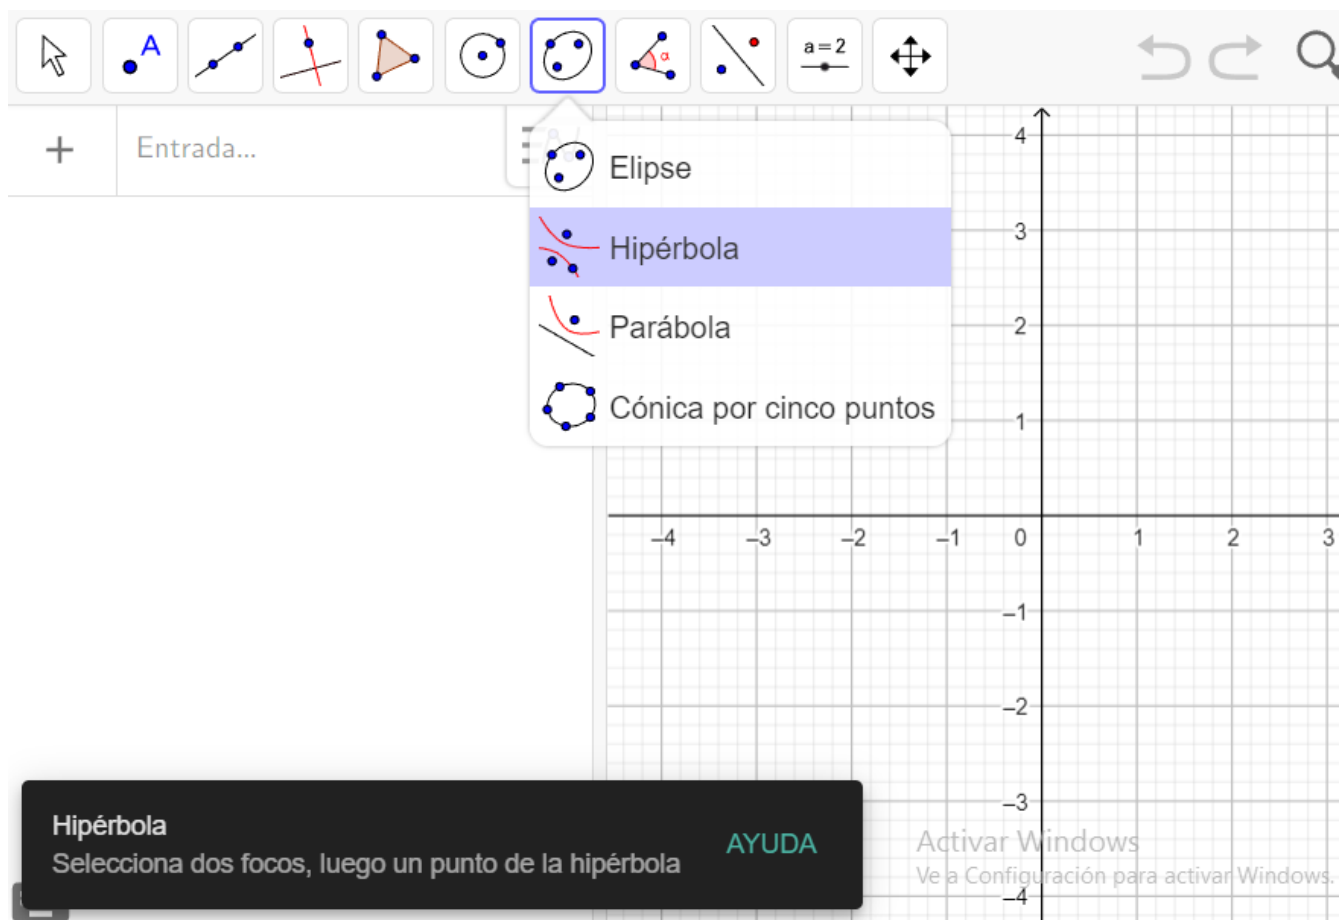 A
α
a = 2
Entrada...
Elipse
Hipérbola
Parábola
Cónica por cinco puntos
4
3
2
1
–4 –3 –2 –1 0 1 2 3
–1
–2
–3
–4
Hipérbola
Selecciona dos focos, luego un punto de la hipérbola
AYUDA
Activar Windows
Ve a Configuración para activar Windows.